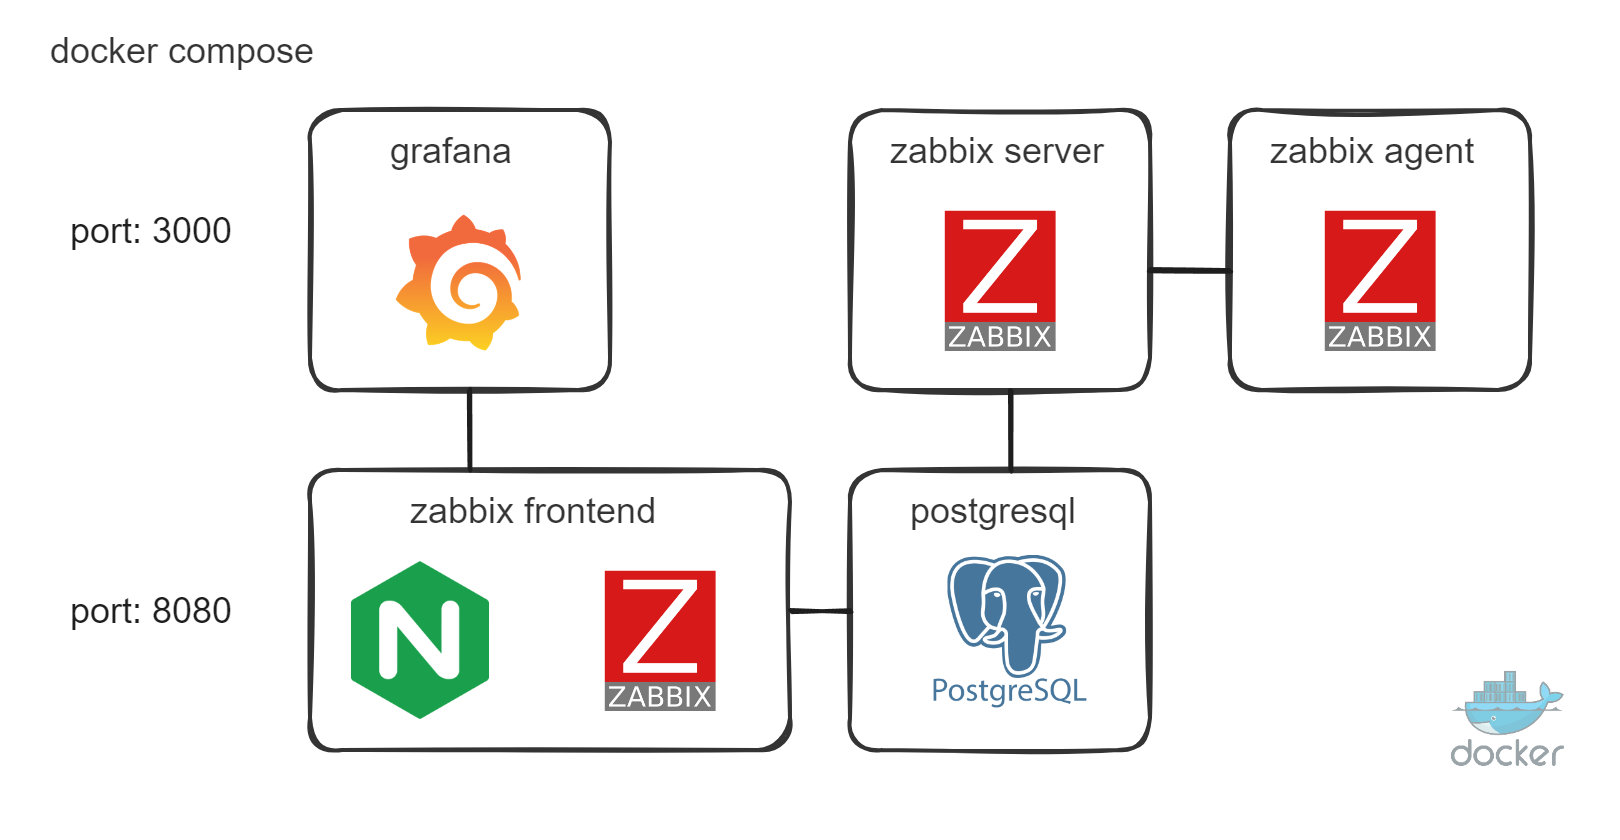 docker compose
grafana
zabbix server
zabbix agent
port: 3000
ZABBIX
ZABBIX
zabbix frontend
postgresql
port: 8080
ZABBIX
PostgreSQL
docker